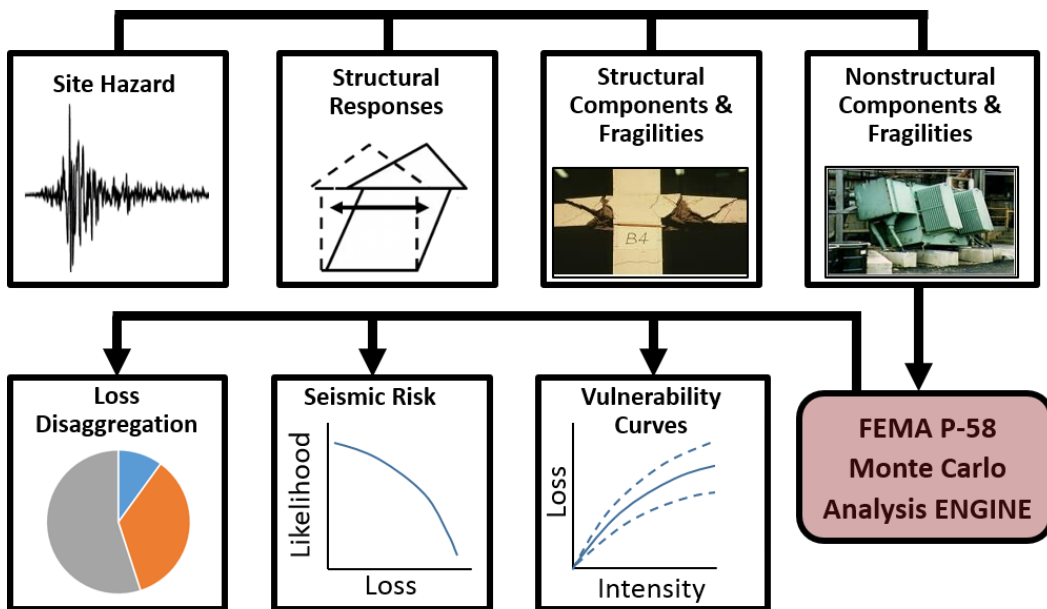 Site Hazard
Structural
Responses
Structural
Components &
Fragilities
B4
Nonstructural
Components &
Fragilities
Loss
Disaggregation
Seismic Risk
Likelihood
Loss
Vulnerability
Curves
Loss
Intensity
FEMA P-58
Monte Carlo
Analysis ENGINE